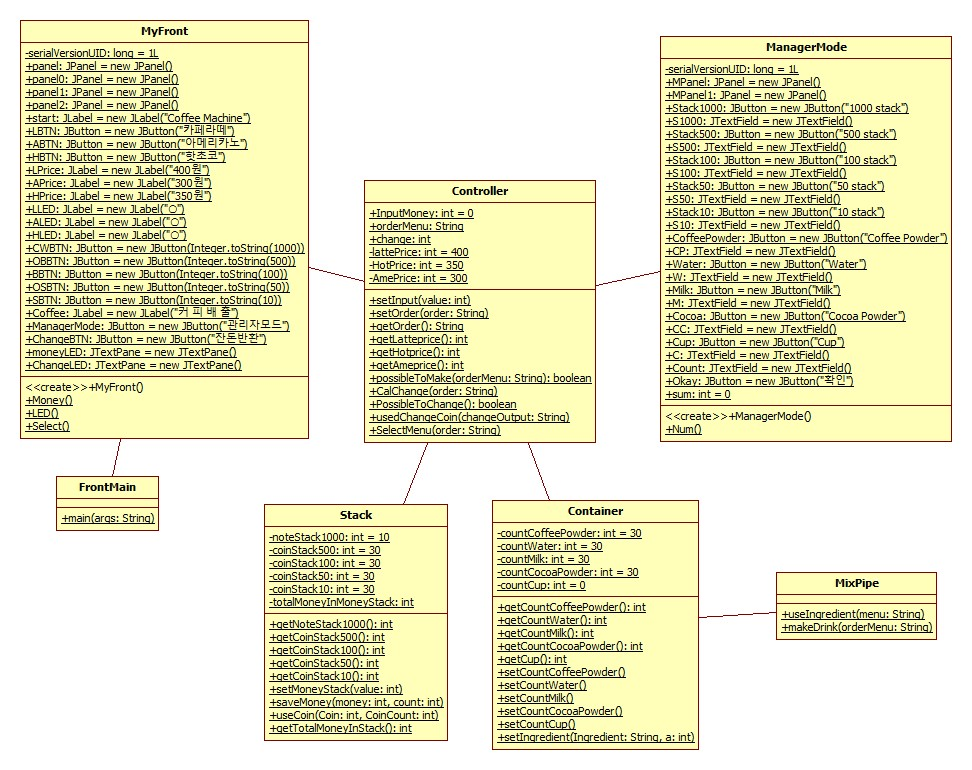 MyFront
-serialVersionUID: long = 1L
+panel: JPanel = new JPanel()
+panel0: JPanel = new JPanel()
+panel1: JPanel = new JPanel()
+panel2: JPanel = new JPanel()
+start: JLabel = new JLabel("Coffee Machine")
+LBTN: JButton = new JButton("카페라떼")
+ABTN: JButton = new JButton("아메리카노")
+HBTN: JButton = new JButton("핫초코")
+LPrice: JLabel = new JLabel("400원")
+APrice: JLabel = new JLabel("300원")
+HPrice: JLabel = new JLabel("350원")
+LLED: JLabel = new JLabel("○")
+ALED: JLabel = new JLabel("○")
+HLED: JLabel = new JLabel("○")
+CWBTN: JButton = new JButton(Integer.toString(1000))
+OBBTN: JButton = new JButton(Integer.toString(500))
+BBTN: JButton = new JButton(Integer.toString(100))
+OSBTN: JButton = new JButton(Integer.toString(50))
+SBTN: JButton = new JButton(Integer.toString(10))
+Coffee: JLabel = new JLabel("커 피 배 출")
+ManagerMode: JButton = new JButton("관리자모드")
+ChangeBTN: JButton = new JButton("잔돈반환")
+moneyLED: JTextPane = new JTextPane()
+ChangeLED: JTextPane = new JTextPane()
<<create>>+MyFront()
+Money()
+LED()
+Select()
ManagerMode
-serialVersionUID: long = 1L
+MPanel: JPanel = new JPanel()
+MPanel1: JPanel = new JPanel()
+Stack1000: JButton = new JButton("1000 stack")
+S1000: JTextField = new JTextField()
+Stack500: JButton = new JButton("500 stack")
+S500: JTextField = new JTextField()
+Stack100: JButton = new JButton("100 stack")
+S100: JTextField = new JTextField()
+Stack50: JButton = new JButton("50 stack")
+S50: JTextField = new JTextField()
+Stack10: JButton = new JButton("10 stack")
+S10: JTextField = new JTextField()
+CoffeePowder: JButton = new JButton("Coffee Powder")
+CP: JTextField = new JTextField()
+Water: JButton = new JButton("Water")
+W: JTextField = new JTextField()
+Milk: JButton = new JButton("Milk")
+M: JTextField = new JTextField()
+Cocoa: JButton = new JButton("Cocoa Powder")
+CC: JTextField = new JTextField()
+Cup: JButton = new JButton("Cup")
+C: JTextField = new JTextField()
+Count: JTextField = new JTextField()
+Okay: JButton = new JButton("확인")
+sum: int = 0
<<create>>+ManagerMode()
+Num()
Controller
+InputMoney: int = 0
+orderMenu: String
+change: int
-lattePrice: int = 400
-HotPrice: int = 350
-AmePrice: int = 300
+setInput(value: int)
+setOrder(order: String)
+getOrder(): String
+getLatteprice(): int
+getHotprice(): int
+getAmeprice(): int
+possibleToMake(orderMenu: String): boolean
+CalChange(order: String)
+PossibleToChange(): boolean
+usedChangeCoin(changeOutput: String)
+SelectMenu(order: String)
FrontMain
+main(args: String)
Stack
-noteStack1000: int = 10
-coinStack500: int = 30
-coinStack100: int = 30
-coinStack50: int = 30
-coinStack10: int = 30
-totalMoneyInMoneyStack: int
+getNoteStack1000(): int
+getCoinStack500(): int
+getCoinStack100(): int
+getCoinStack50(): int
+getCoinStack10(): int
+setMoneyStack(value: int)
+saveMoney(money: int, count: int)
+useCoin(Coin: int, CoinCount: int)
+getTotalMoneyInStack(): int
Container
-countCoffeePowder: int = 30
-countWater: int = 30
-countMilk: int = 30
-countCocoaPowder: int = 30
-countCup: int = 0
+getCountCoffeePowder(): int
+getCountWater(): int
+getCountMilk(): int
+getCountCocoaPowder(): int
+getCup(): int
+setCountCoffeePowder()
+setCountWater()
+setCountMilk()
+setCountCocoaPowder()
+setCountCup()
+setIngredient(Ingredient: String, a: int)
MixPipe
+useIngredient(menu: String)
+makeDrink(orderMenu: String)